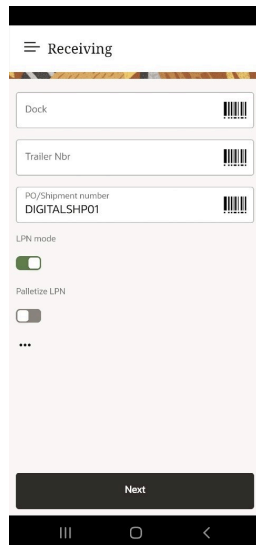 Receiving
Dock
Trailer Nbr
PO/Shipment number
DIGITALSHP01
LPN mode
Palletize LPN
Next